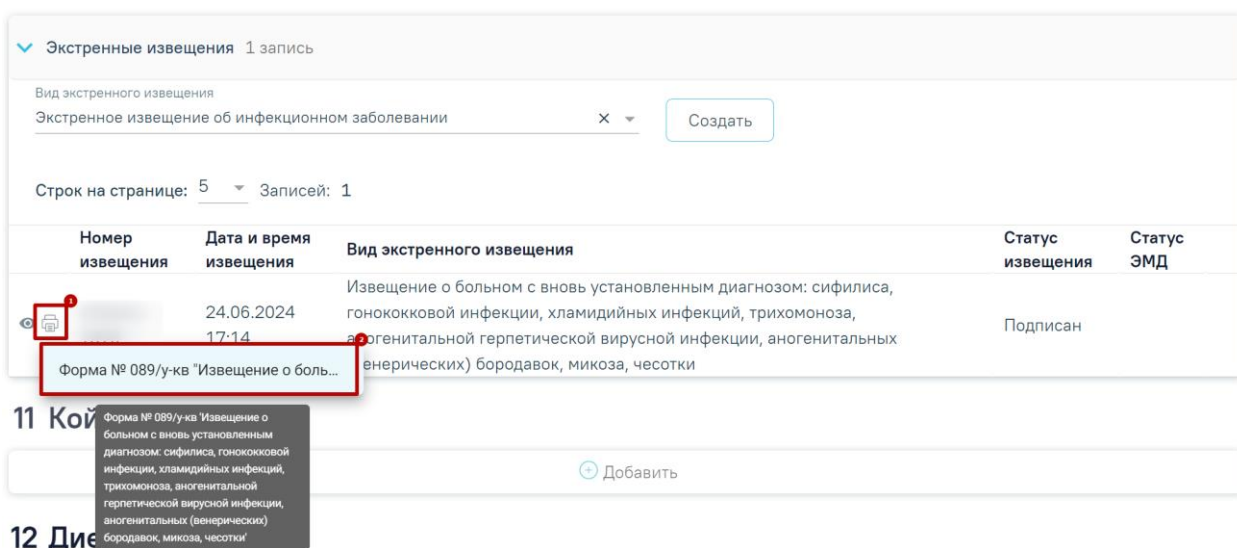 Экстренные извещения 1 запись
Вид экстренного извещения
Экстренное извещение об инфекционном заболевании
Создать
Строк на странице: 5 Записей: 1
Номер извещения
Дата и время извещения
Вид экстренного извещения
Статус извещения
Статус ЭМД
1
24.06.2024
17:14
Извещение о больном с вновь установленным диагнозом: сифилиса,
гонококковой инфекции, хламидийных инфекций, трихомоноза,
аногенитальной герпетической вирусной инфекции, аногенитальных
енерических) бородавок, микоза, чесотки
Подписан
2
Форма № 089/у-кв "Извещение о боль...
11 Кой
Форма № 089/у-кв 'Извещение о
больном с вновь установленным
диагнозом: сифилиса, гонококковой
инфекции, хламидийных инфекций,
трихомоноза, аногенитальной
герпетической вирусной инфекции,
аногенитальных (венерических)
бородавок, микоза, чесотки'
Добавить
12 Дие